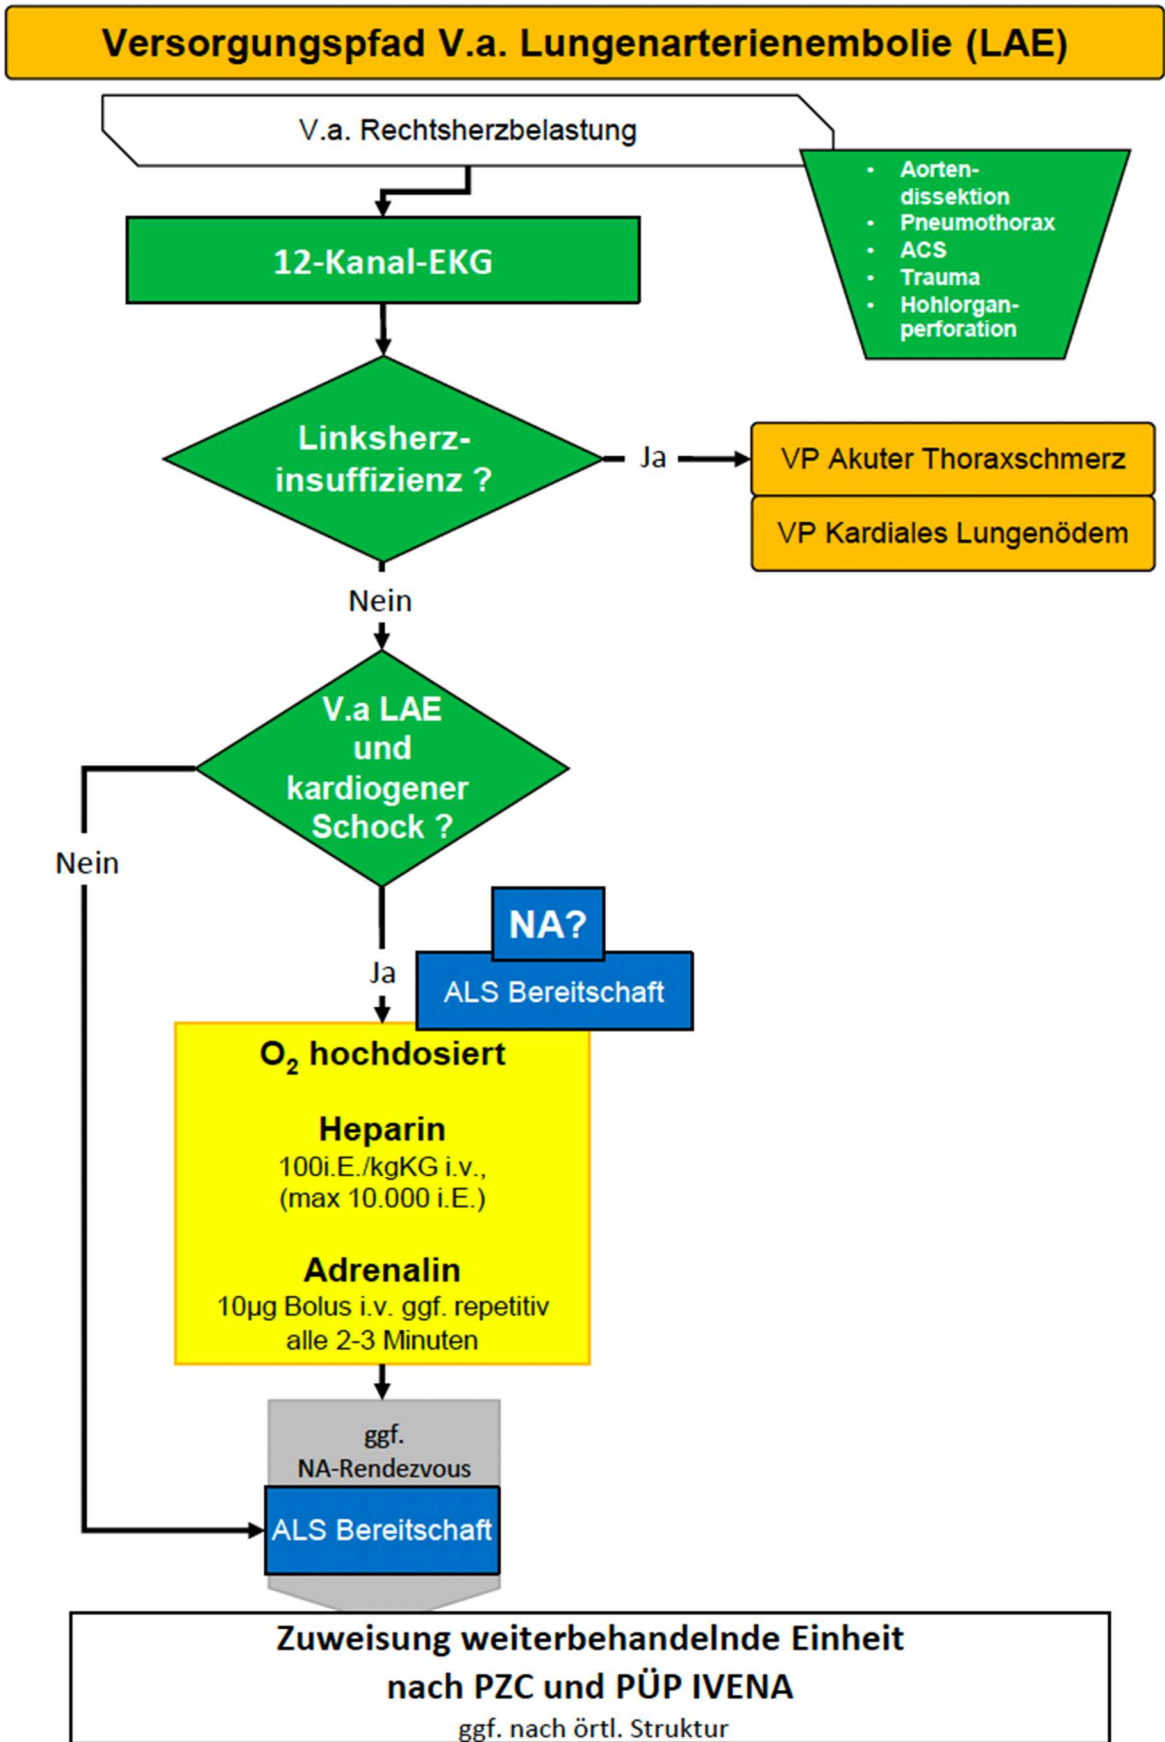 Versorgungspfad V.a. Lungenarterienembolie (LAE)
V.a. Rechtsherzbelastung
• Aorten-
dissektion
• Pneumothorax
• ACS
• Trauma
• Hohlorgan-
perforation
12-Kanal-EKG
Linksherz-
insuffizienz ?
Ja
VP Akuter Thoraxschmerz
VP Kardiales Lungenödem
Nein
V.a LAE
und
kardiogener
Schock ?
Nein
Ja
NA?
ALS Bereitschaft
O₂ hochdosiert
Heparin
100i.E./kgKG i.v.,
(max 10.000 i.E.)
Adrenalin
10µg Bolus i.v. ggf. repetitiv
alle 2-3 Minuten
ggf.
NA-Rendezvous
ALS Bereitschaft
Zuweisung weiterbehandelnde Einheit
nach PZC und PÜP IVENA
ggf. nach örtl. Struktur